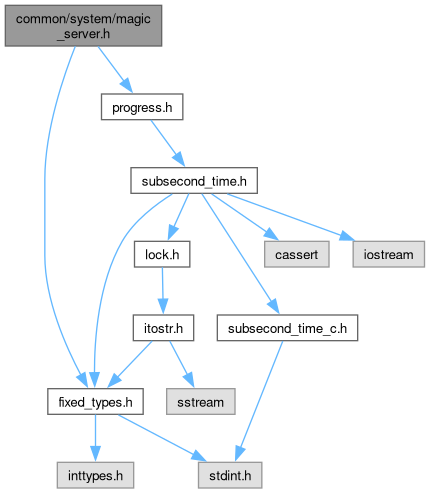 common/system/magic
_server.h
progress.h
subsecond_time.h
lock.h
cassert
iostream
itostr.h
subsecond_time_c.h
fixed_types.h
sstream
inttypes.h
stdint.h